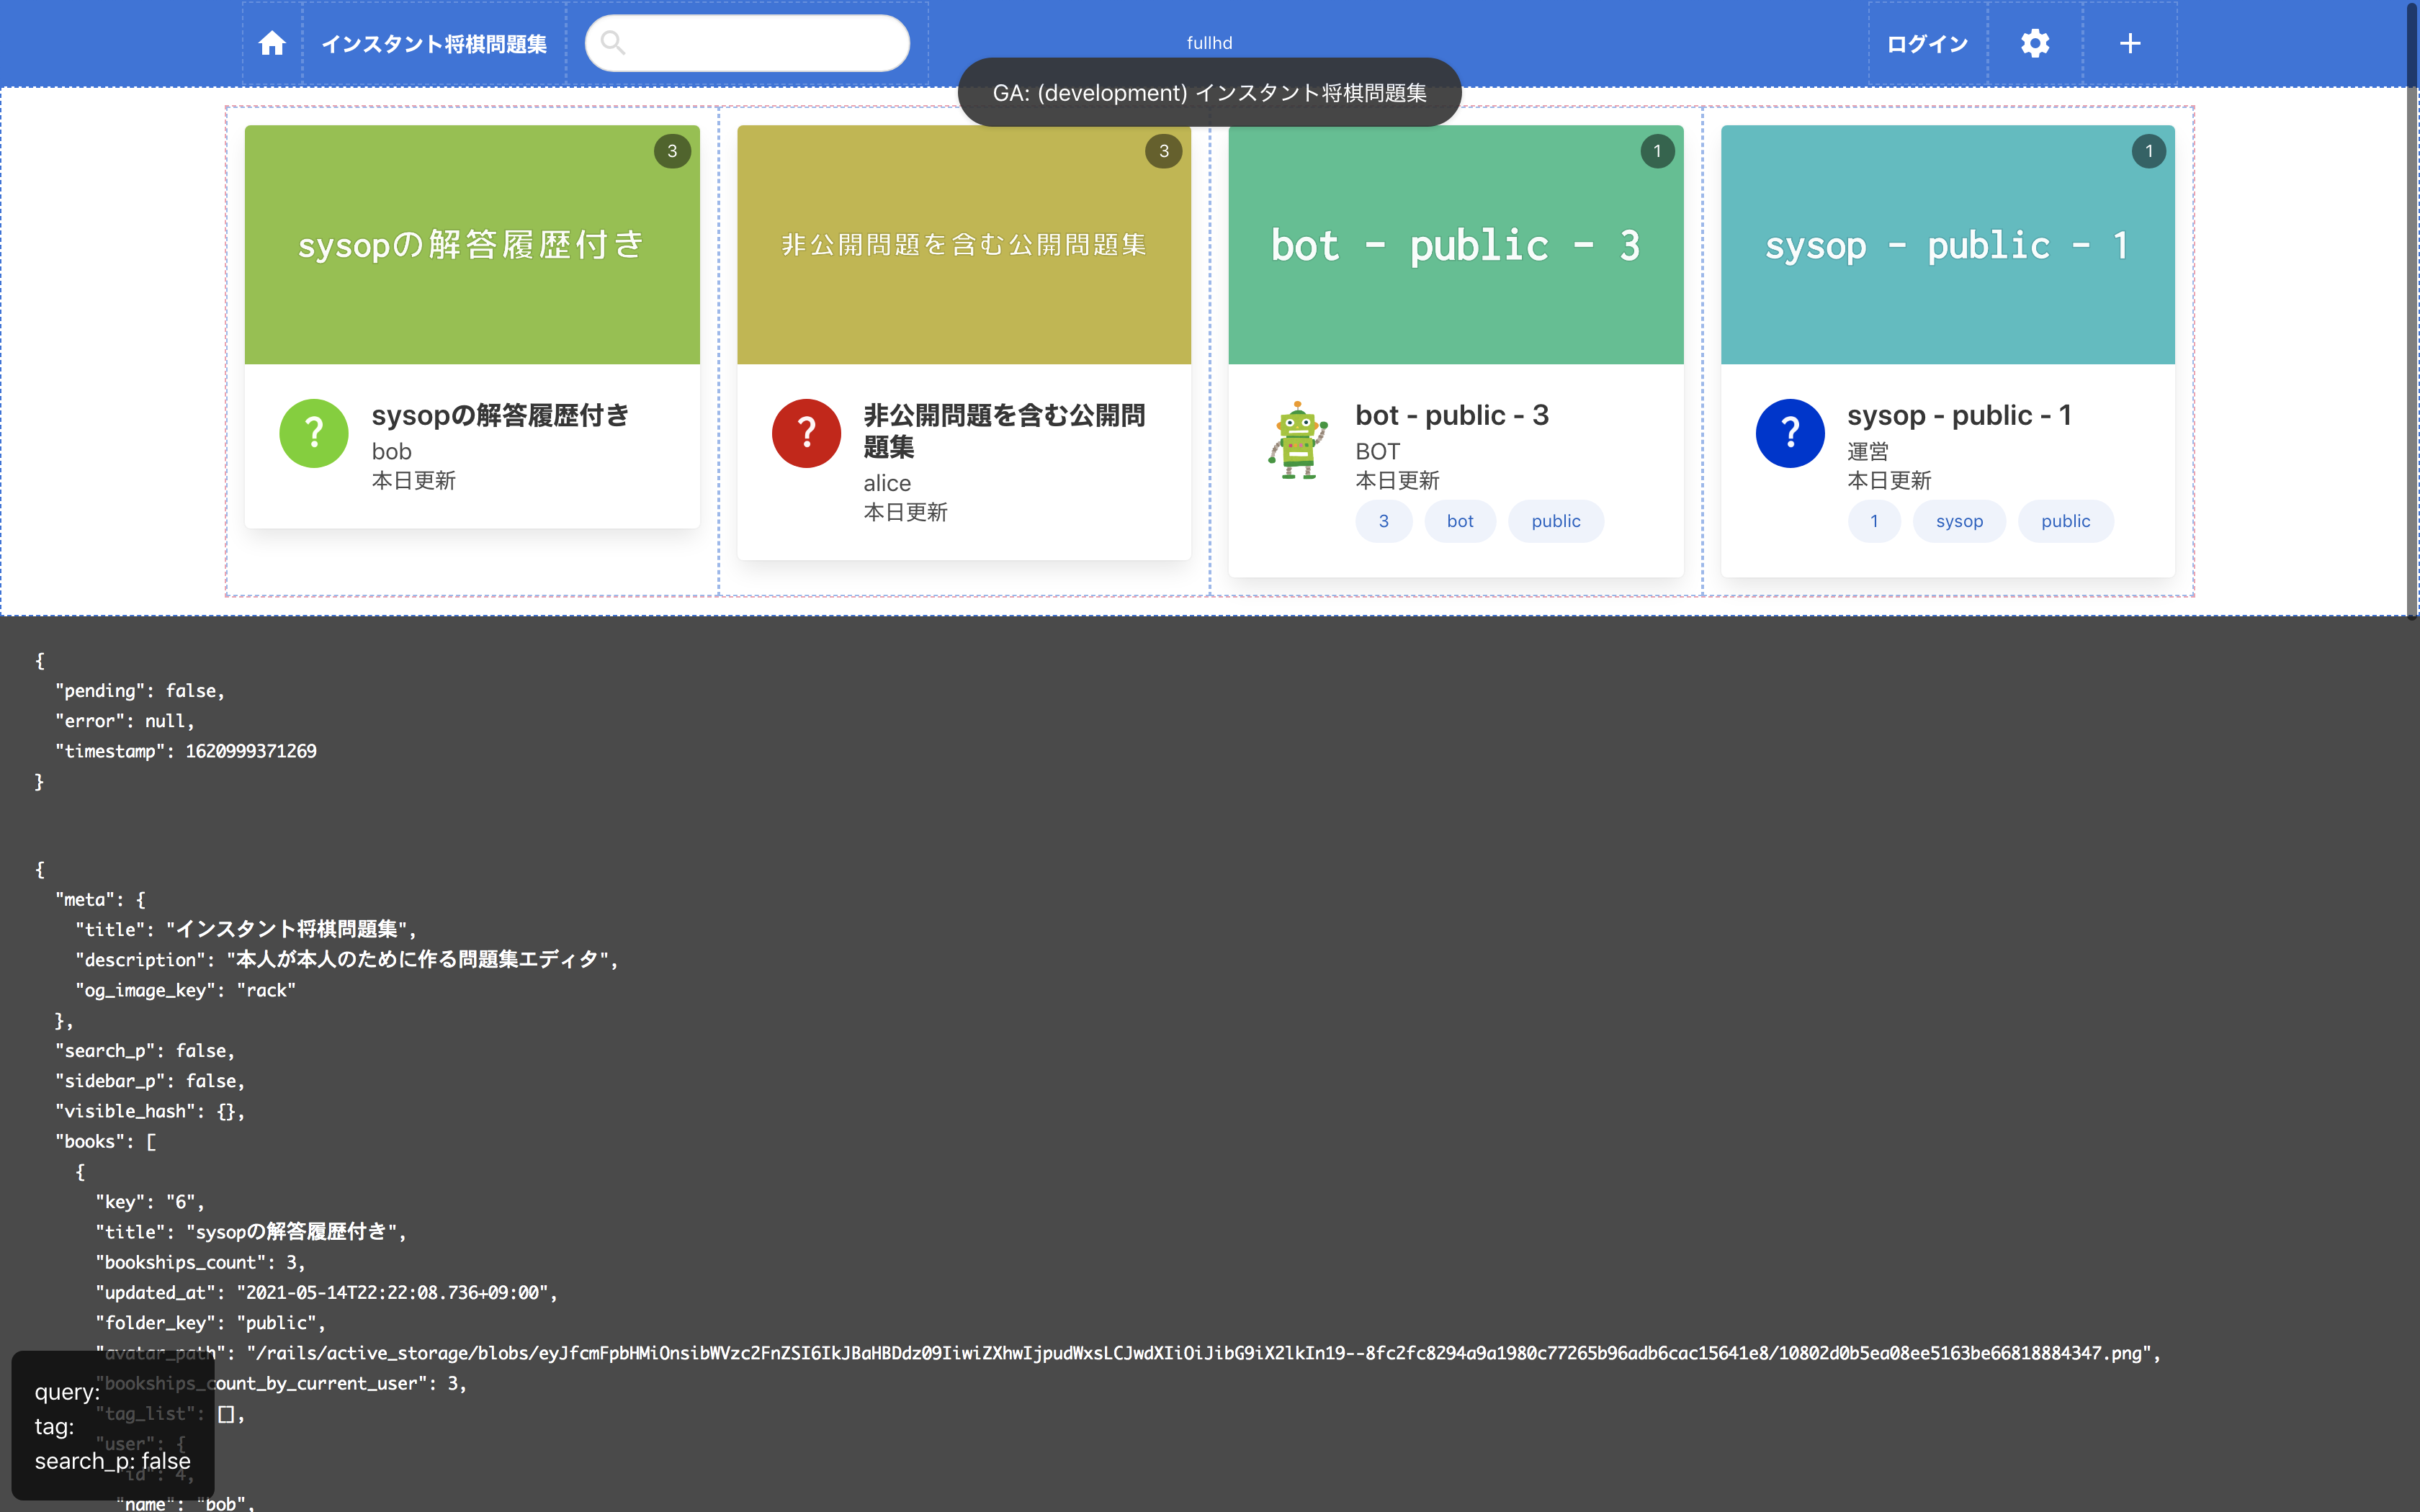 インスタント将棋問題集
fullhd
ログイン
GA: (development) インスタント将棋問題集
3
sysopの解答履歴付き
sysopの解答履歴付き
bob
本日更新
3
非公開問題を含む公開問題集
非公開問題を含む公開問
題集
alice
本日更新
1
bot - public - 3
bot - public - 3
BOT
本日更新
3 bot public
1
sysop - public - 1
sysop - public - 1
運営
本日更新
1 sysop public
{
"pending": false,
"error": null,
"timestamp": 1620999371269
}
{
"meta": {
"title": "インスタント将棋問題集",
"description": "本人が本人のために作る問題集エディタ",
"og_image_key": "rack"
},
"search_p": false,
"sidebar_p": false,
"visible_hash": {},
"books": [
{
"key": "6",
"title": "sysopの解答履歴付き",
"bookships_count": 3,
"updated_at": "2021-05-14T22:22:08.736+09:00",
"folder_key": "public",
"avatar_path": "/rails/active_storage/blobs/eyJfcmFpbHMiOnsibWVzc2FnZSI6IkJBaHBDdz09IiwiZXhwIjpudWxsLCJwdXIiOiJibG9iX2lkIn19--8fc2fc8294a9a1980c77265b96adb6cac15641e8/10802d0b5ea08ee5163be66818884347.png",
"bookships_count_by_current_user": 3,
"tag_list": [],
"user": {
"id": 4,
"name": "bob",
query:
tag:
search_p: false